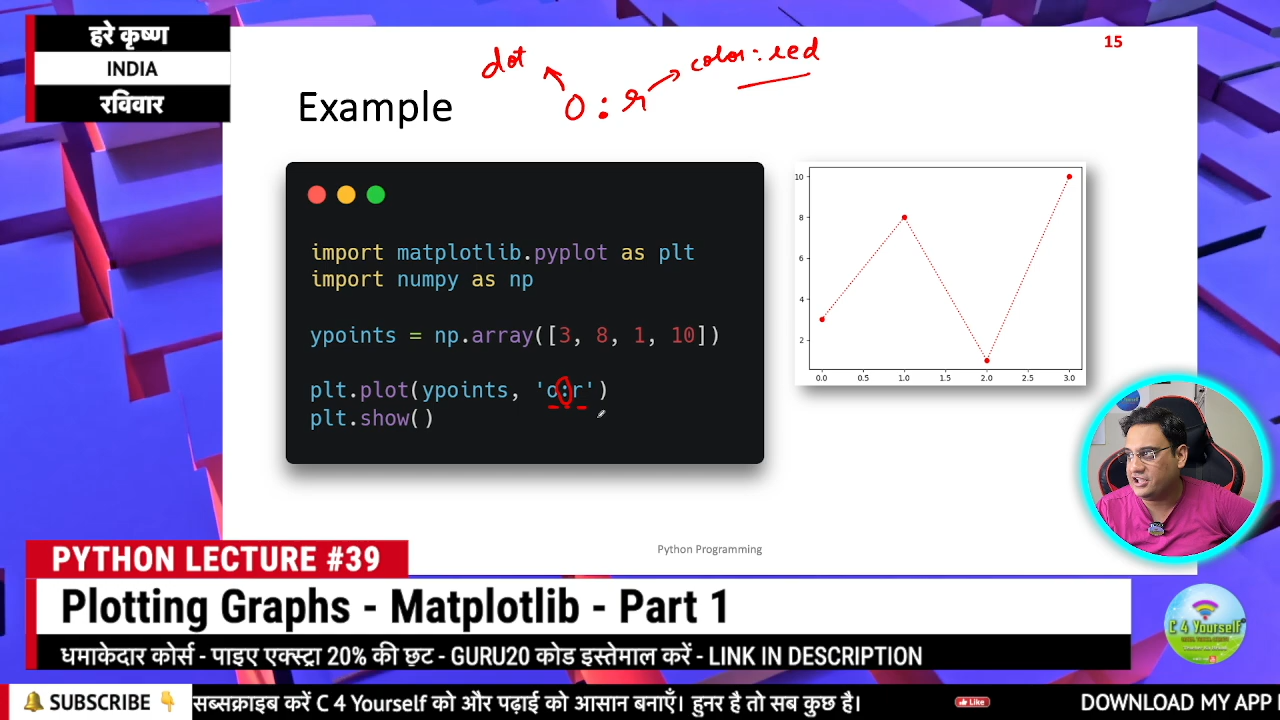 हरे कृष्ण
INDIA
रविवार
15
dot
color: red
o : r
Example
import matplotlib.pyplot as plt
import numpy as np
ypoints = np.array([3, 8, 1, 10])
plt.plot(ypoints, 'o:r')
plt.show()
10
8
6
4
2
0.0 0.5 1.0 1.5 2.0 2.5 3.0
Python Programming
PYTHON LECTURE #39
Plotting Graphs - Matplotlib - Part 1
धमाकेदार कोर्स - पाइए एक्स्ट्रा 20% की छूट - GURU20 कोड इस्तेमाल करें - LINK IN DESCRIPTION
C 4 Yourself
SUBSCRIBE
सब्सक्राइब करें C 4 Yourself को और पढ़ाई को आसान बनाएँ। हुनर है तो सब कुछ है।
Like
DOWNLOAD MY APP